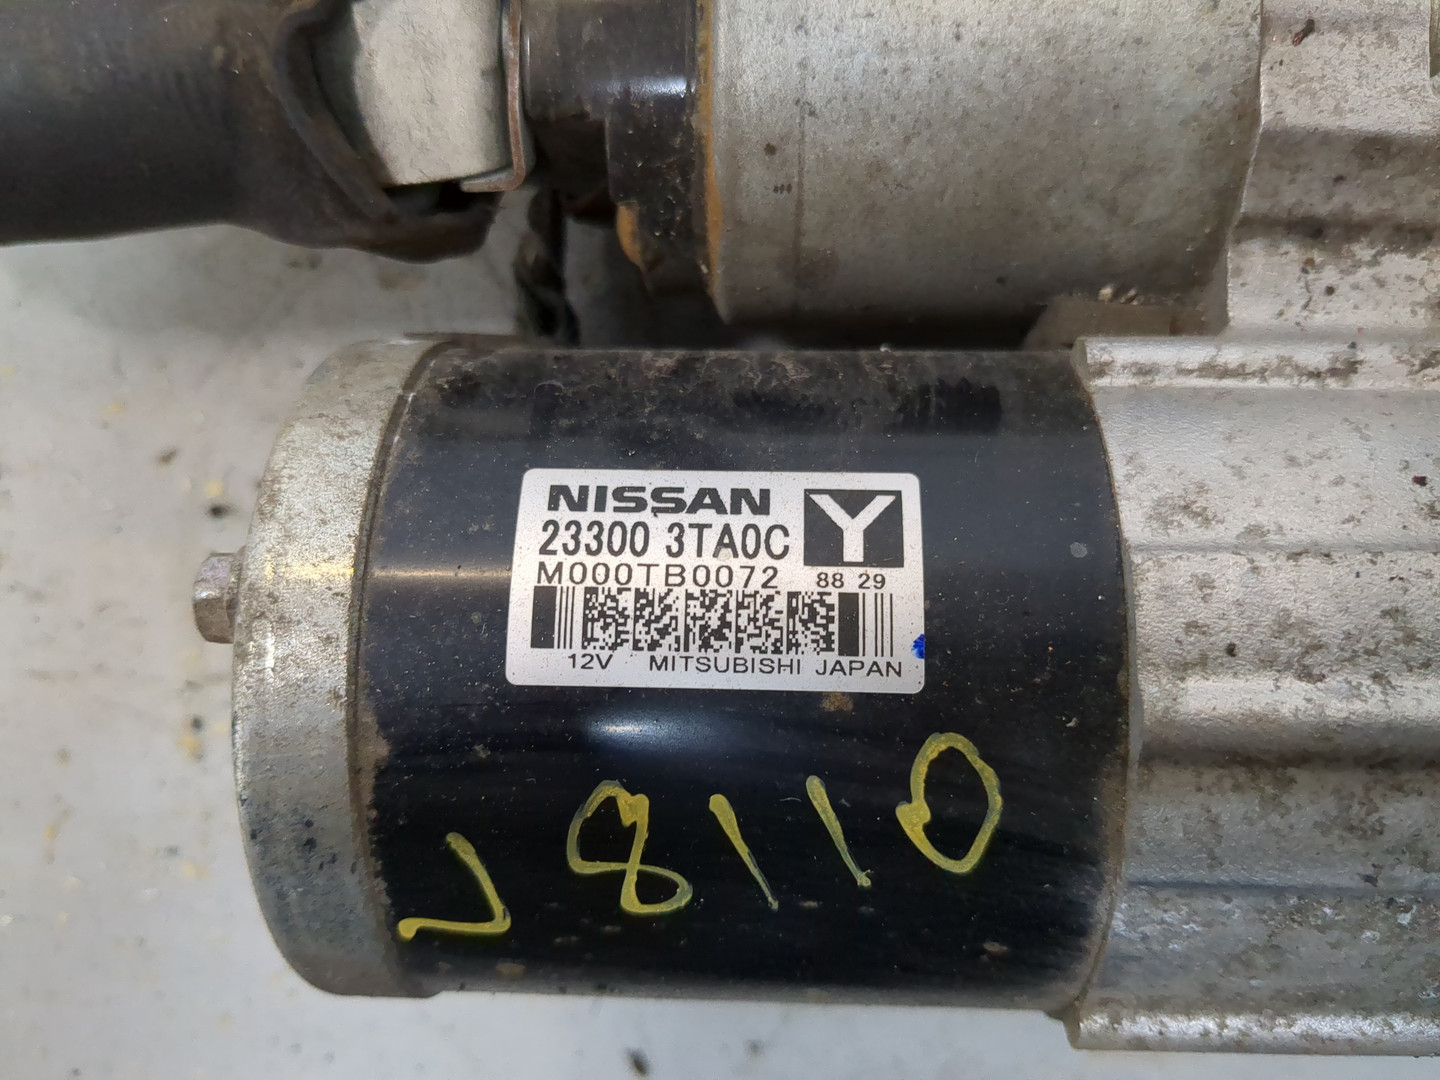 NISSAN Y
23300 3TA0C
M000TB0072 88 29
12V MITSUBISHI JAPAN
V8110